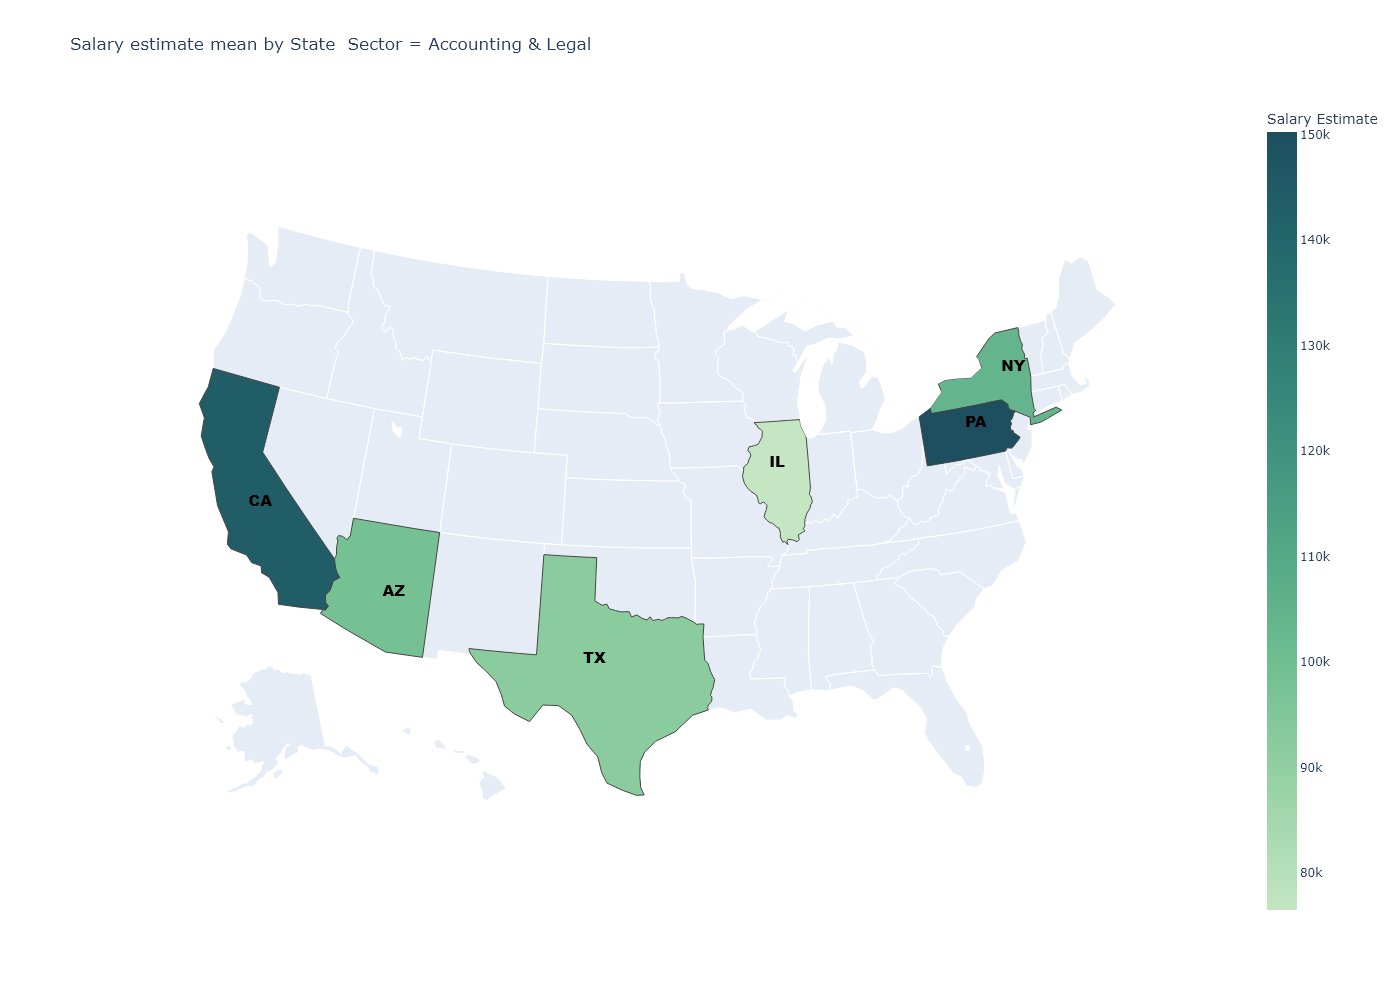 Salary estimate mean by State  Sector = Accounting & Legal
Salary Estimate
150k
140k
130k
120k
110k
100k
90k
80k
NY
PA
IL
CA
AZ
TX